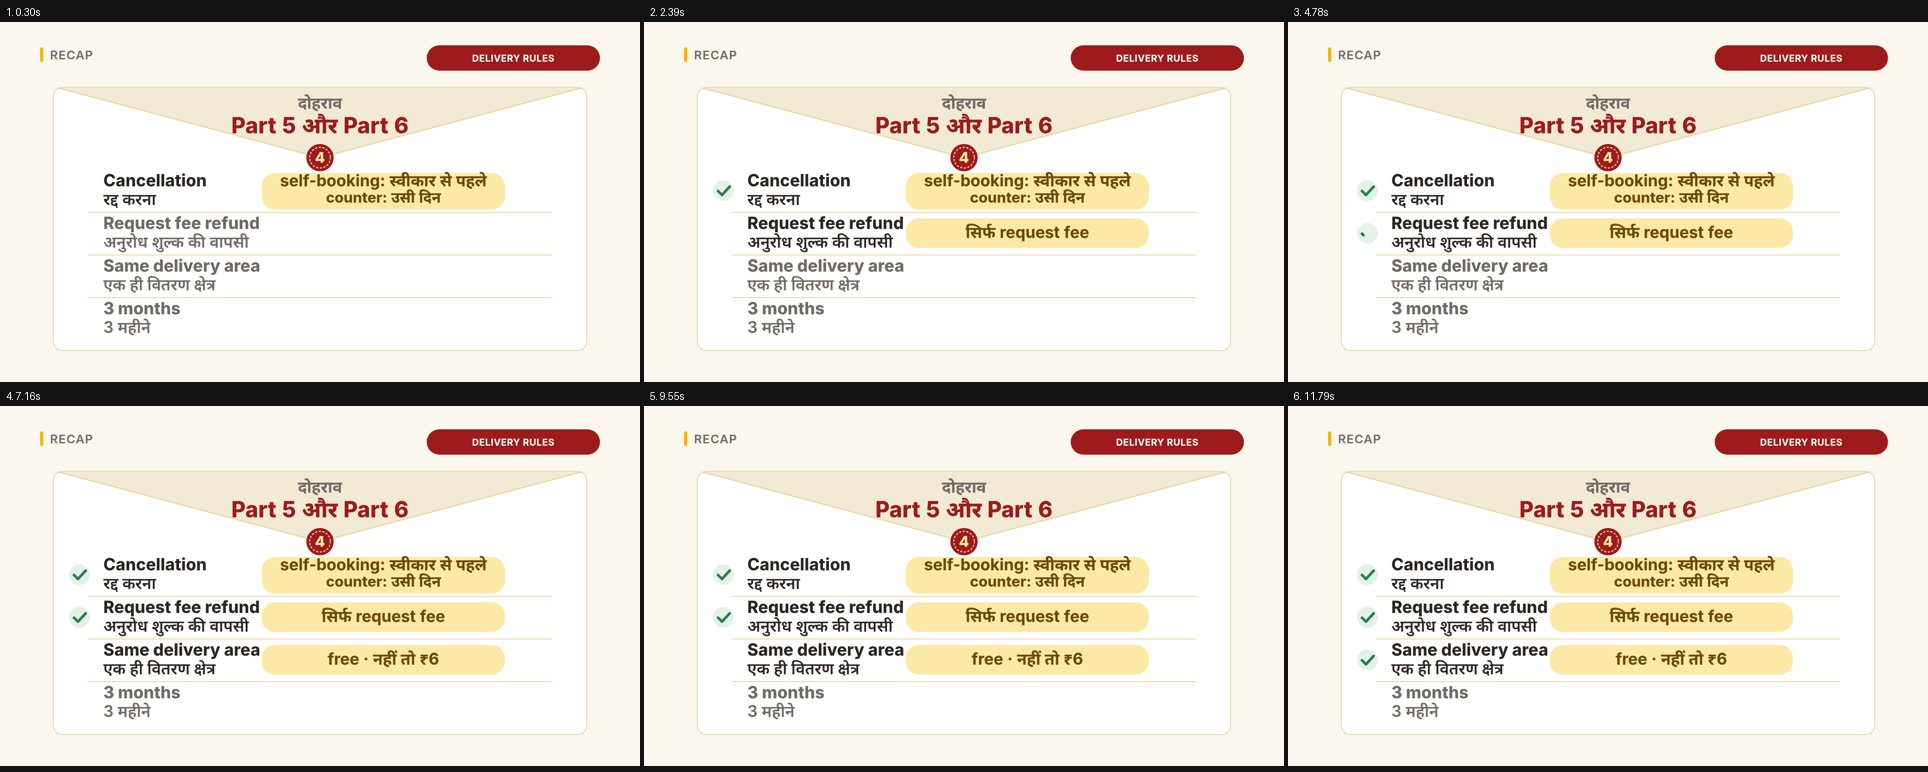 1. 0.30s
RECAP
DELIVERY RULES
दोहराव
Part 5 और Part 6
4
Cancellation
रद्द करना
self-booking: स्वीकार से पहले
counter: उसी दिन
Request fee refund
अनुरोध शुल्क की वापसी
Same delivery area
एक ही वितरण क्षेत्र
3 months
3 महीने
2. 2.39s
RECAP
DELIVERY RULES
दोहराव
Part 5 और Part 6
4
Cancellation
रद्द करना
self-booking: स्वीकार से पहले
counter: उसी दिन
Request fee refund
अनुरोध शुल्क की वापसी
सिर्फ request fee
Same delivery area
एक ही वितरण क्षेत्र
3 months
3 महीने
3. 4.78s
RECAP
DELIVERY RULES
दोहराव
Part 5 और Part 6
4
Cancellation
रद्द करना
self-booking: स्वीकार से पहले
counter: उसी दिन
Request fee refund
अनुरोध शुल्क की वापसी
सिर्फ request fee
Same delivery area
एक ही वितरण क्षेत्र
3 months
3 महीने
4. 7.16s
RECAP
DELIVERY RULES
दोहराव
Part 5 और Part 6
4
Cancellation
रद्द करना
self-booking: स्वीकार से पहले
counter: उसी दिन
Request fee refund
अनुरोध शुल्क की वापसी
सिर्फ request fee
Same delivery area
एक ही वितरण क्षेत्र
free · नहीं तो ₹6
3 months
3 महीने
5. 9.55s
RECAP
DELIVERY RULES
दोहराव
Part 5 और Part 6
4
Cancellation
रद्द करना
self-booking: स्वीकार से पहले
counter: उसी दिन
Request fee refund
अनुरोध शुल्क की वापसी
सिर्फ request fee
Same delivery area
एक ही वितरण क्षेत्र
free · नहीं तो ₹6
3 months
3 महीने
6. 11.79s
RECAP
DELIVERY RULES
दोहराव
Part 5 और Part 6
4
Cancellation
रद्द करना
self-booking: स्वीकार से पहले
counter: उसी दिन
Request fee refund
अनुरोध शुल्क की वापसी
सिर्फ request fee
Same delivery area
एक ही वितरण क्षेत्र
free · नहीं तो ₹6
3 months
3 महीने